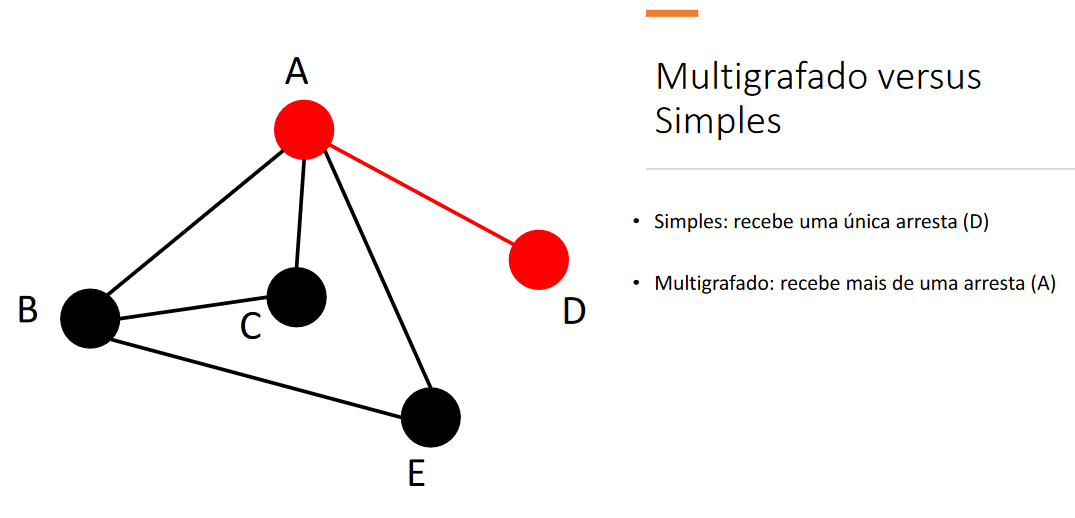 A
B
C
D
E
Multigrafado versus
Simples
• Simples: recebe uma única arresta (D)
• Multigrafado: recebe mais de uma arresta (A)